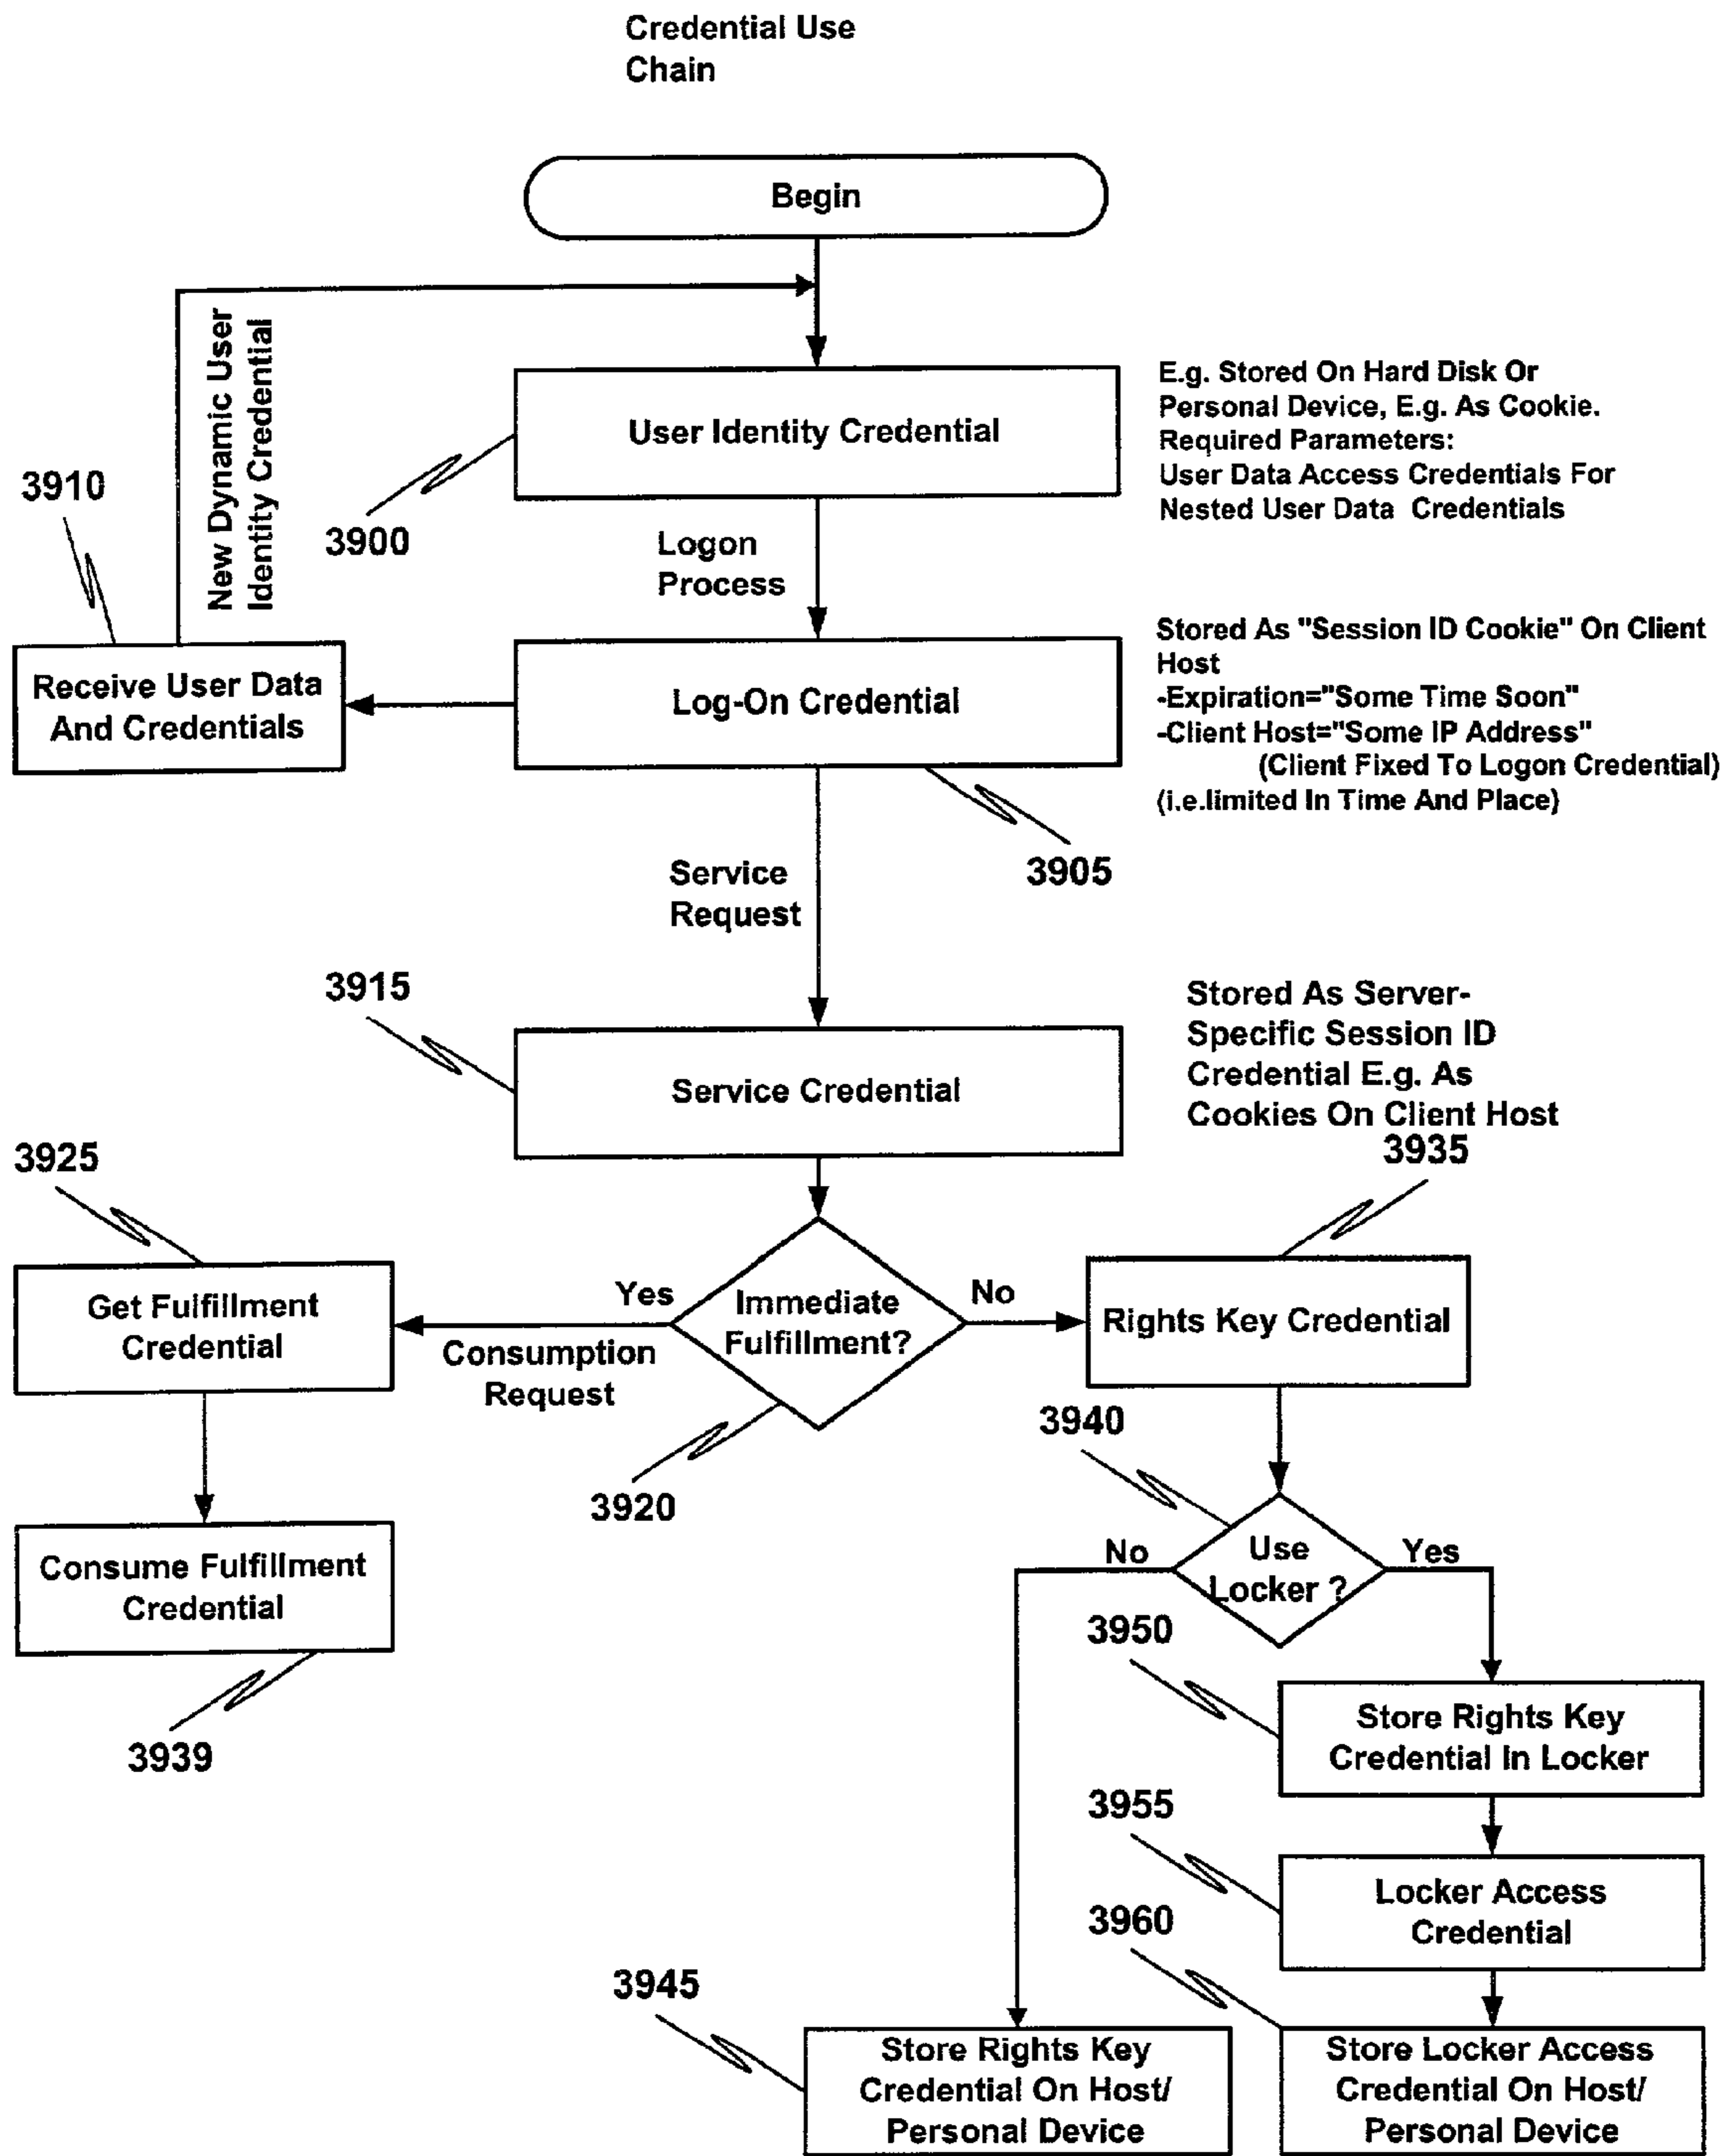 Credential Use
Chain
Begin
New Dynamic User
Identity Credential
User Identity Credential
E.g. Stored On Hard Disk Or
Personal Device, E.g. As Cookie.
Required Parameters:
User Data Access Credentials For
Nested User Data Credentials
3910
3900
Logon
Process
Receive User Data
And Credentials
Log-On Credential
Stored As "Session ID Cookie" On Client
Host
-Expiration="Some Time Soon"
-Client Host="Some IP Address"
(Client Fixed To Logon Credential)
(i.e.limited In Time And Place)
3905
Service
Request
3915
Service Credential
Stored As Server-
Specific Session ID
Credential E.g. As
Cookies On Client Host
3925
3935
Get Fulfillment
Credential
Yes
Consumption
Request
Immediate
Fulfillment?
No
Rights Key Credential
3920
3940
Consume Fulfillment
Credential
3939
No
Use
Locker ?
Yes
3950
Store Rights Key
Credential In Locker
3955
Locker Access
Credential
3960
3945
Store Rights Key
Credential On Host/
Personal Device
Store Locker Access
Credential On Host/
Personal Device